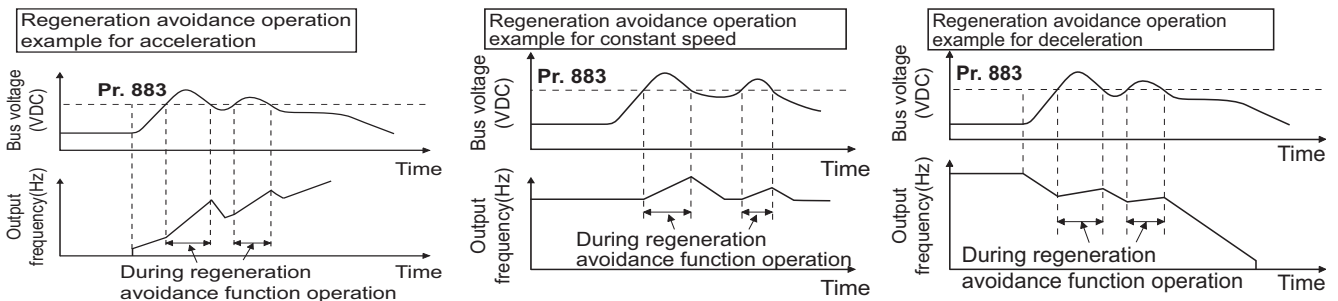 Regeneration avoidance operation
example for acceleration
Pr. 883
Bus voltage
(VDC)
Time
Output
frequency(Hz)
Time
During regeneration
avoidance function operation
Regeneration avoidance operation
example for constant speed
Pr. 883
Bus voltage
(VDC)
Time
Output
frequency(Hz)
During regeneration
avoidance function operation
Time
Regeneration avoidance operation
example for deceleration
Pr. 883
Bus voltage
(VDC)
Time
Output
frequency(Hz)
During regeneration
avoidance function operation
Time